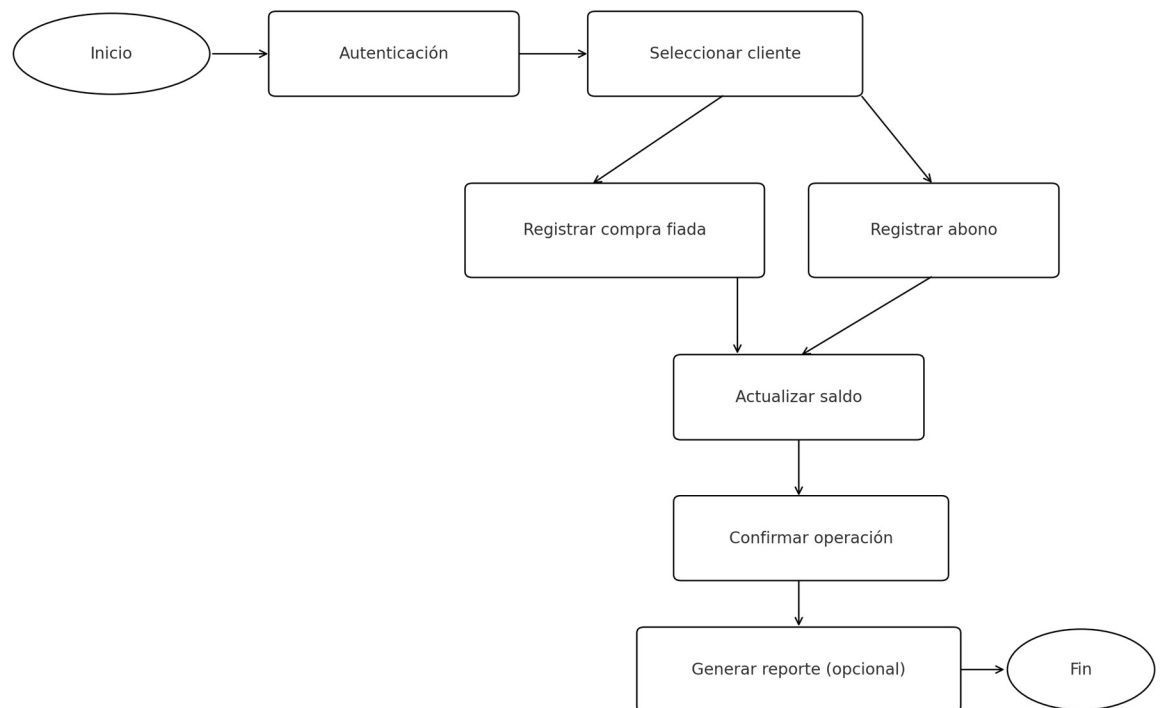 Inicio
Autenticación
Seleccionar cliente
Registrar compra fiada
Registrar abono
Actualizar saldo
Confirmar operación
Generar reporte (opcional)
Fin